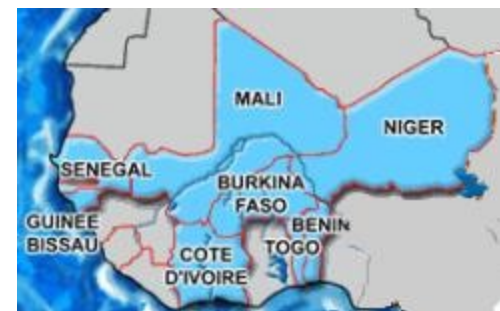 MALI
NIGER
SENEGAL
BURKINA
FASO
GUINEE
BISSAU
BENIN
TOGO
COTE
D'IVOIRE